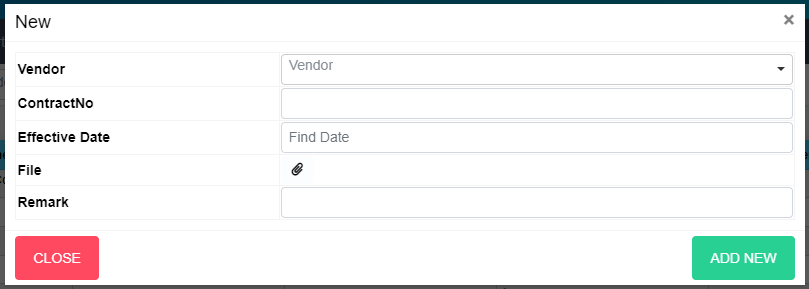 New ×
Vendor Vendor
ContractNo
Effective Date Find Date
File
Remark
CLOSE ADD NEW